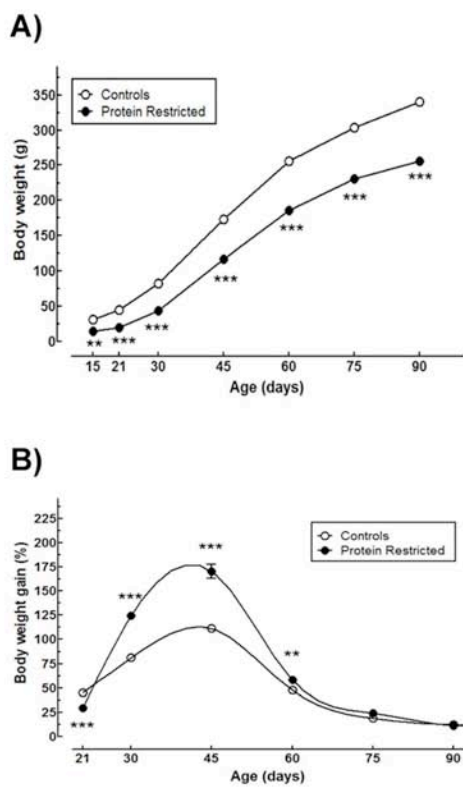 A)
Controls
Protein Restricted
Body weight (g)
350
300
250
200
150
100
50
0
** *** *** *** *** *** ***
15 21 30 45 60 75 90
Age (days)
B)
Controls
Protein Restricted
Body weight gain (%)
225
200
175
150
125
100
75
50
25
0
*** *** *** **
21 30 45 60 75 90
Age (days)